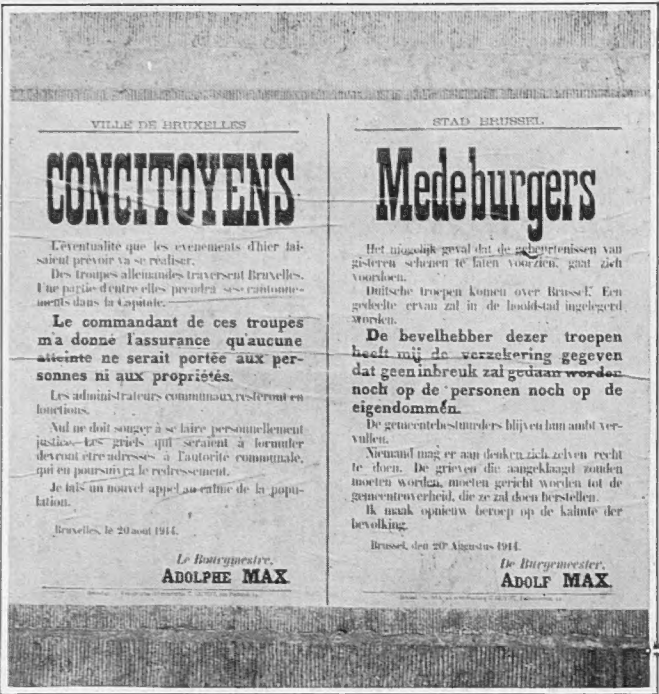 VILLE DE BRUXELLES
CONCITOYENS
L'éventualité que les evenements d'hier fai-
saient prévoir va se réaliser.
Des troupes allemandes traversent Bruxelles.
Une partie d'entre elles prendra ses cantonne-
ments dans la Capitale.
Le commandant de ces troupes
m'a donné l'assurance qu'aucune
atteinte ne serait portée aux per-
sonnes ni aux propriétés.
Les administrateurs communaux resteront en
fonctions.
Nul ne doit songer à se faire personnellement
justice. Les griefs qui seraient à formuler
devront être adressés à l'autorité communale,
qui en poursuivra le redressement.
Je fais un nouvel appel au calme de la popu-
lation.
Bruxelles, le 20 août 1914.
Le Bourgmestre,
ADOLPHE MAX
STAD BRUSSEL
Medeburgers
Het mogelijk geval dat de gebeurtenissen van
gisteren schenen te laten voorzien, gaat zich
voordoen.
Duitsche troepen komen over Brussel. Een
gedeelte ervan zal in de hoofdstad ingelegerd
worden.
De bevelhebber dezer troepen
heeft mij de verzekering gegeven
dat geen inbreuk zal gedaan worden
noch op de personen noch op de
eigendommen.
De gemeentebestuurders blijven hun ambt ver-
vullen.
Niemand mag er aan denken zich zelven recht
te doen. De grieven die aangeklaagd zouden
moeten worden, moeten gericht worden tot de
gemeenteoverheid, die ze zal doen herstellen.
Ik maak opnieuw beroep op de kalmte der
bevolking.
Brussel, den 20n Augustus 1914.
De Burgemeester,
ADOLF MAX.